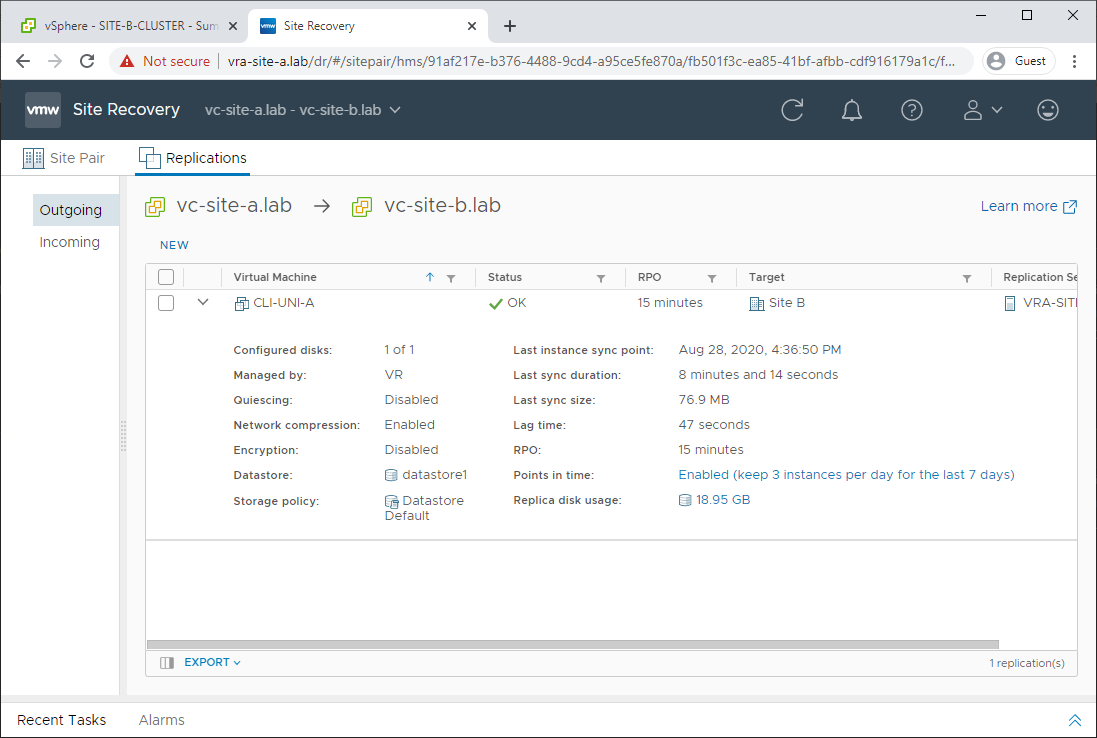 vSphere - SITE-B-CLUSTER - Sum
vmw Site Recovery
Not secure vra-site-a.lab/dr/#/sitepair/hms/91af217e-b376-4488-9cd4-a95ce5fe870a/fb501f3c-ea85-41bf-afbb-cdf916179a1c/f... Guest
vmw Site Recovery vc-site-a.lab - vc-site-b.lab
Site Pair Replications
Outgoing
Incoming
vc-site-a.lab → vc-site-b.lab Learn more
NEW
Virtual Machine Status RPO Target Replication Se
CLI-UNI-A OK 15 minutes Site B VRA-SITI
Configured disks: 1 of 1 Last instance sync point: Aug 28, 2020, 4:36:50 PM
Managed by: VR Last sync duration: 8 minutes and 14 seconds
Quiescing: Disabled Last sync size: 76.9 MB
Network compression: Enabled Lag time: 47 seconds
Encryption: Disabled RPO: 15 minutes
Datastore: datastore1 Points in time: Enabled (keep 3 instances per day for the last 7 days)
Storage policy: Datastore Default Replica disk usage: 18.95 GB
EXPORT 1 replication(s)
Recent Tasks Alarms